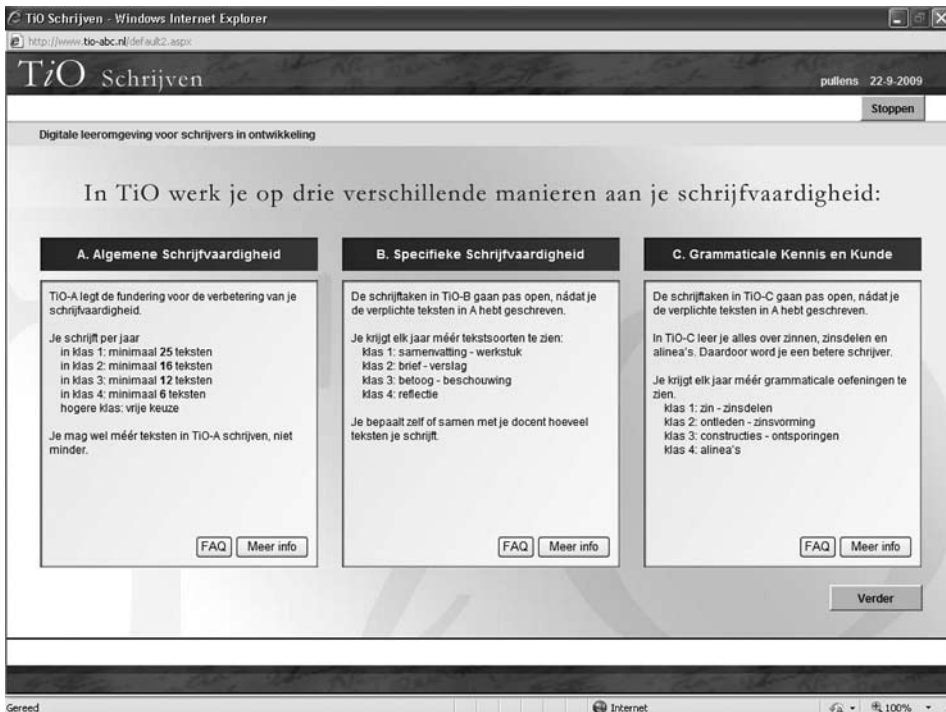 TiO Schrijven - Windows Internet Explorer
http://www.tio-abc.nl/default2.aspx
TiO Schrijven
pullens 22-9-2009
Stoppen
Digitale leeromgeving voor schrijvers in ontwikkeling
In TiO werk je op drie verschillende manieren aan je schrijfvaardigheid:
A. Algemene Schrijfvaardigheid
TiO-A legt de fundering voor de verbetering van je
schrijfvaardigheid.
Je schrijft per jaar
in klas 1: minimaal 25 teksten
in klas 2: minimaal 16 teksten
in klas 3: minimaal 12 teksten
in klas 4: minimaal 6 teksten
hogere klas: vrije keuze
Je mag wel méér teksten in TiO-A schrijven, niet
minder.
FAQ Meer info
B. Specifieke Schrijfvaardigheid
De schrijftaken in TiO-B gaan pas open, nádat je
de verplichte teksten in A hebt geschreven.
Je krijgt elk jaar méér tekstsoorten te zien:
klas 1: samenvatting - werkstuk
klas 2: brief - verslag
klas 3: betoog - beschouwing
klas 4: reflectie
Je bepaalt zelf of samen met je docent hoeveel
teksten je schrijft.
FAQ Meer info
C. Grammaticale Kennis en Kunde
De schrijftaken in TiO-C gaan pas open, nádat je
de verplichte teksten in A hebt geschreven.
In TiO-C leer je alles over zinnen, zinsdelen en
alinea's. Daardoor word je een betere schrijver.
Je krijgt elk jaar méér grammaticale oefeningen te
zien.
klas 1: zin - zinsdelen
klas 2: ontleden - zinsvorming
klas 3: constructies - ontsporingen
klas 4: alinea's
FAQ Meer info
Verder
Gereed
Internet
100%